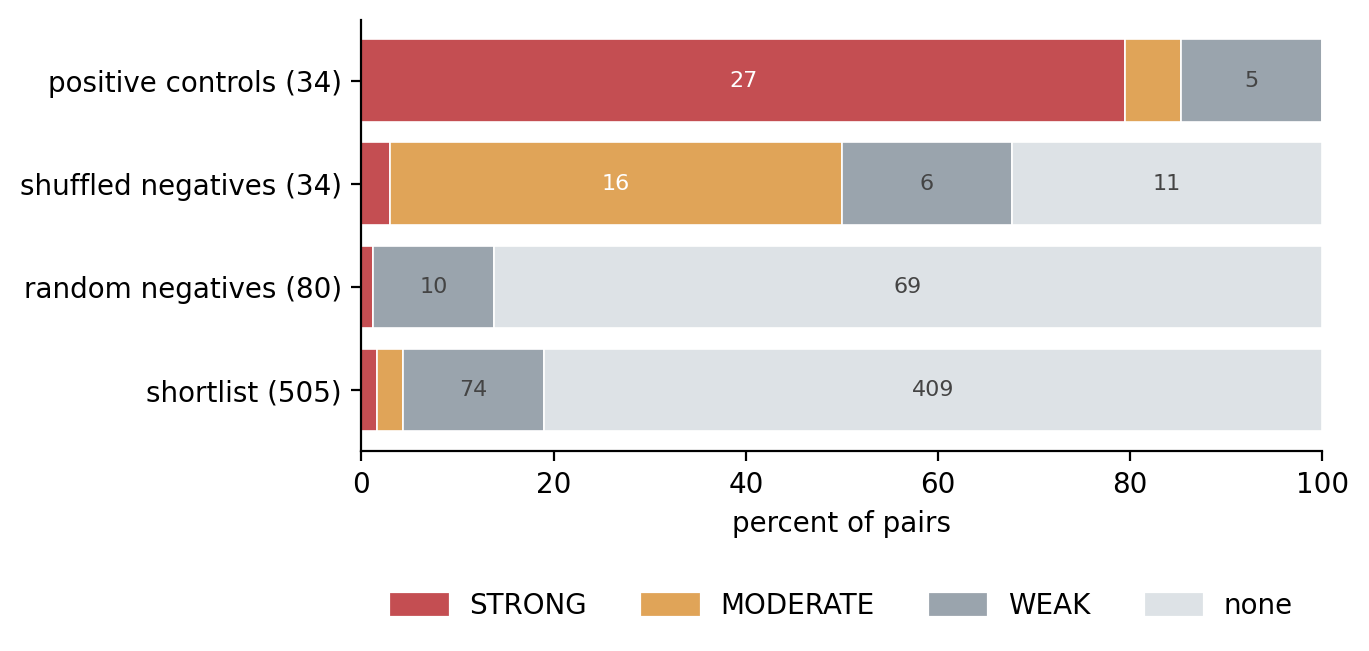 positive controls (34)
27
5
shuffled negatives (34)
16
6
11
random negatives (80)
10
69
shortlist (505)
74
409
0
20
40
60
80
100
percent of pairs
STRONG
MODERATE
WEAK
none